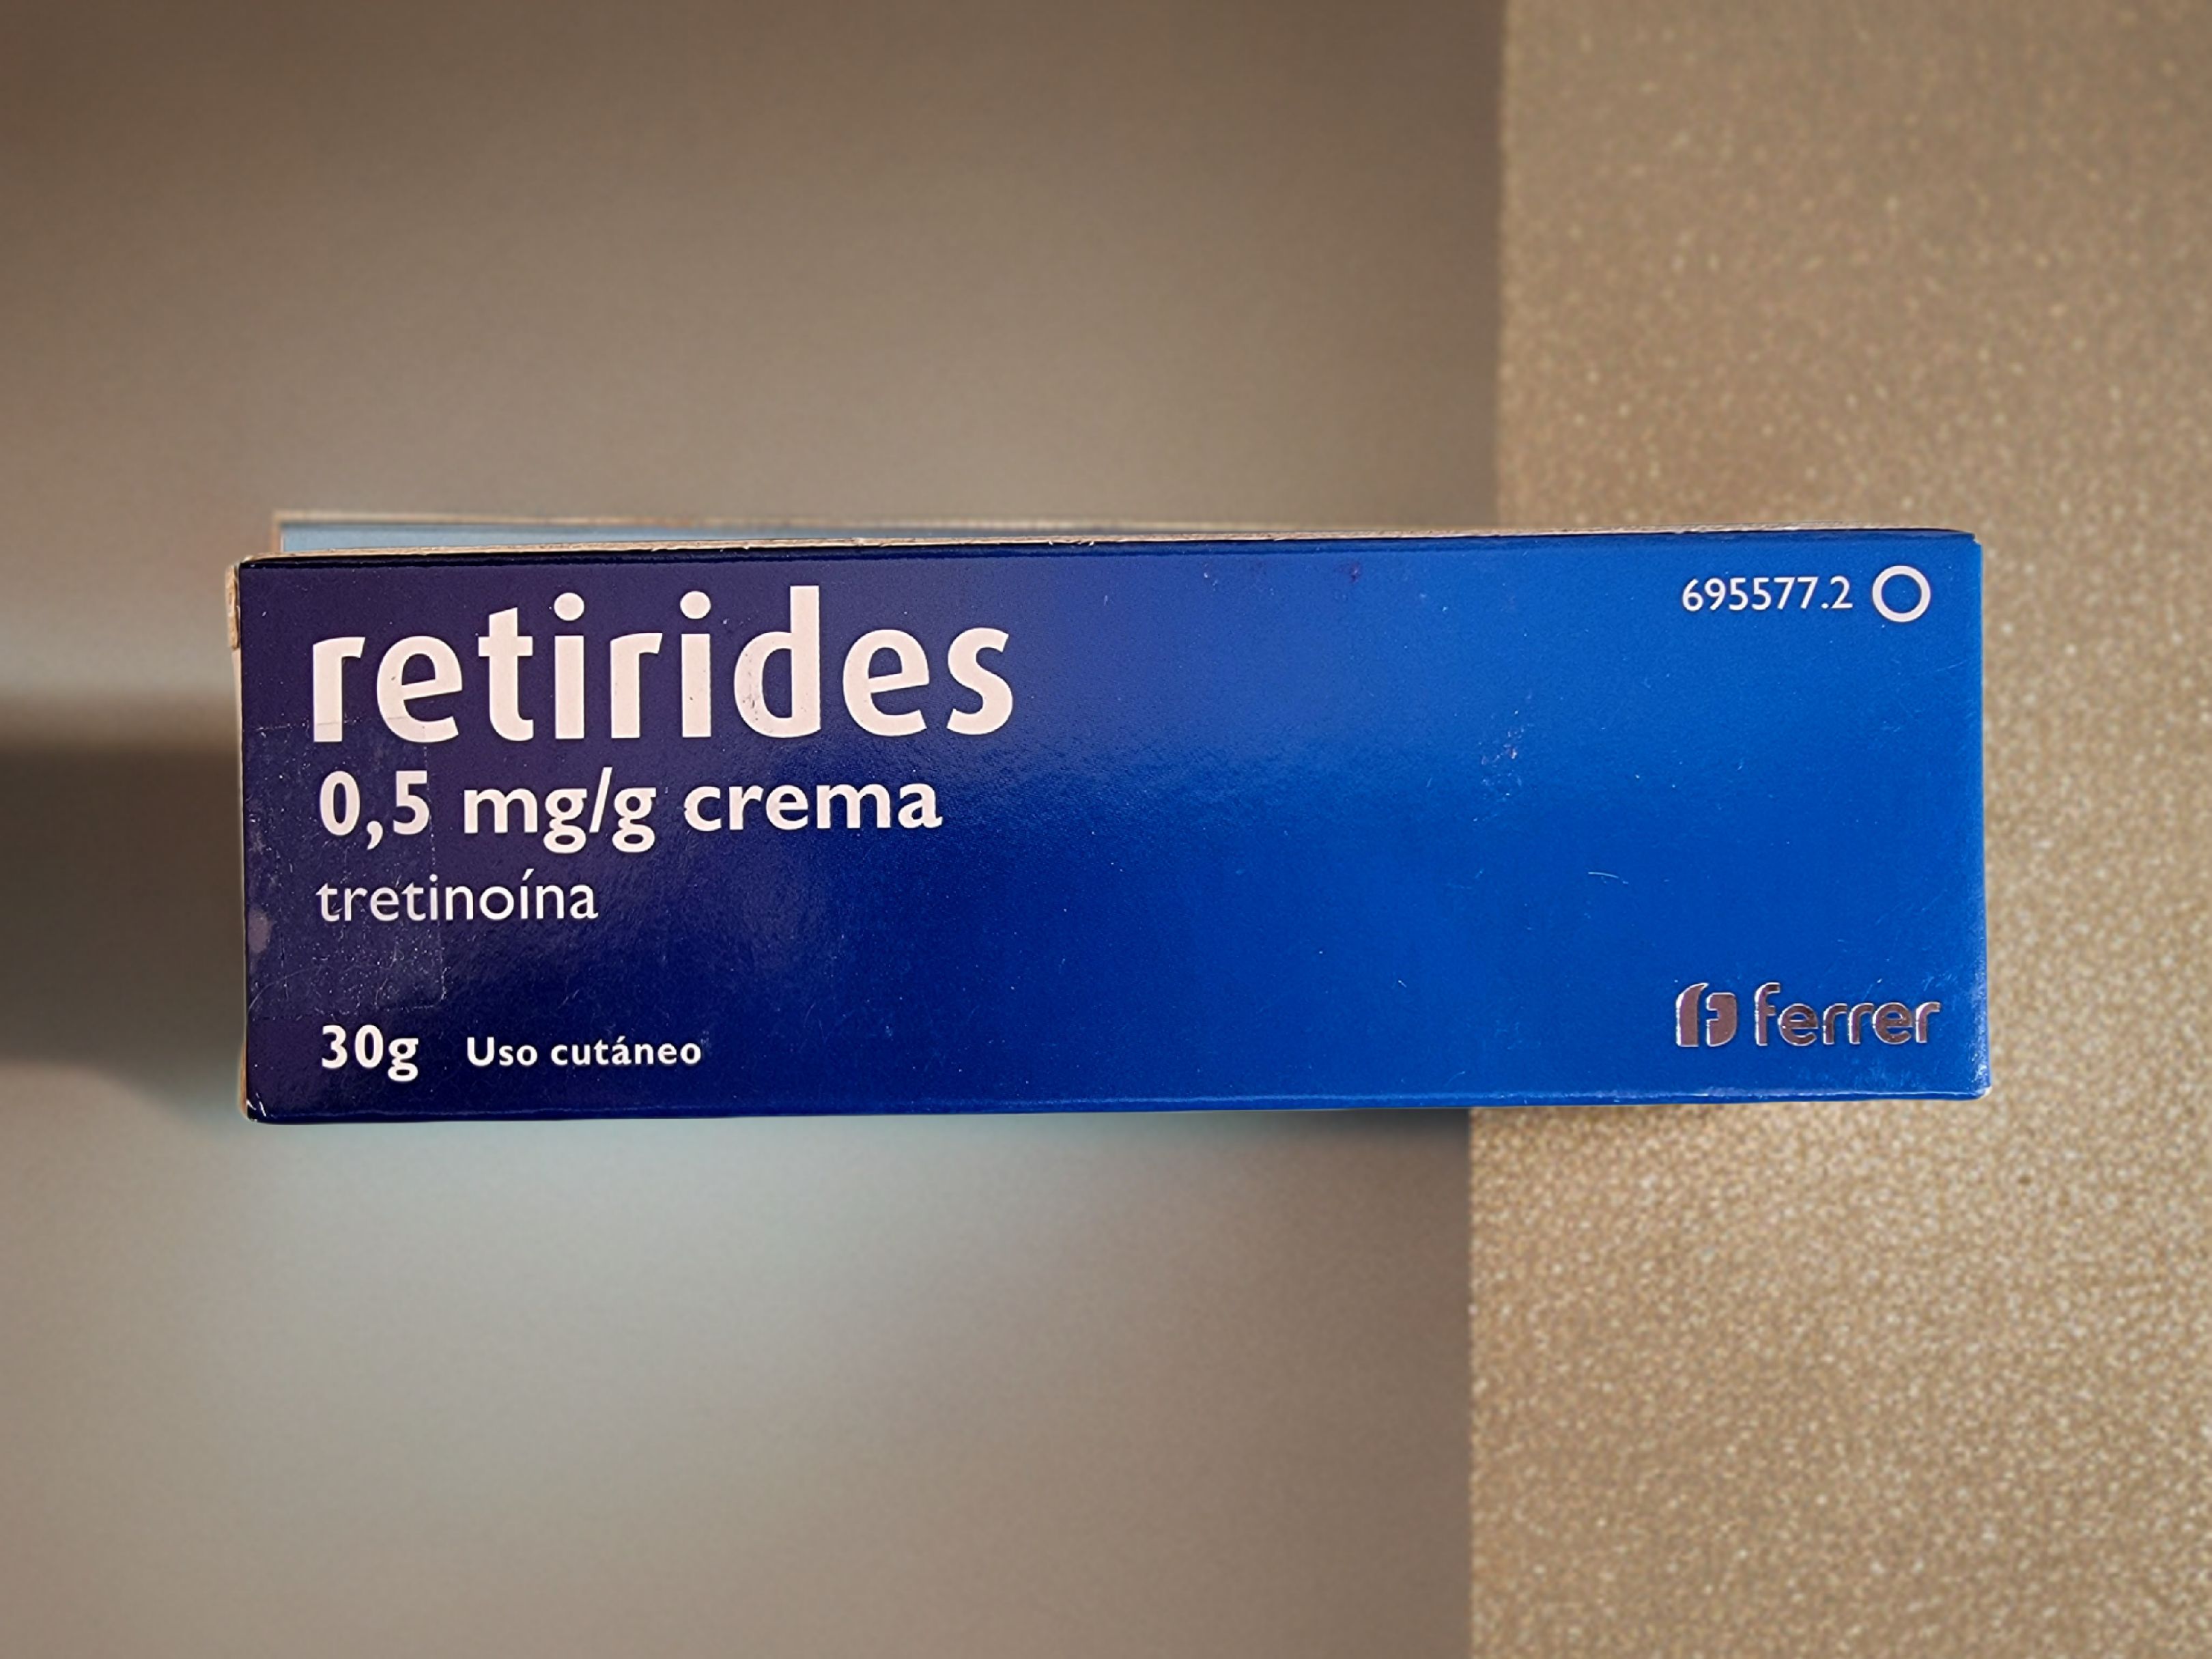 retirides
695577.2
0,5 mg/g crema
tretinoína
30g Uso cutáneo
ferrer